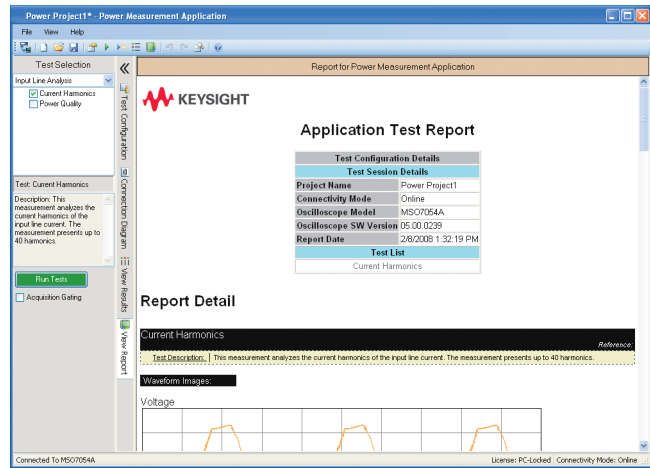 Power Project1* - Power Measurement Application
File View Help
Test Selection
Input Line Analysis
Current Harmonics
Power Quality
Test: Current Harmonics
Description: This
measurement analyzes the
current harmonics of the
input line current. The
measurement presents up to
40 harmonics.
Run Tests
Acquisition Gating
Test Configuration
Connection Diagram
View Results
View Report
Report for Power Measurement Application
KEYSIGHT
Application Test Report
Test Configuration Details
Test Session Details
Project Name Power Project1
Connectivity Mode Online
Oscilloscope Model MSO7054A
Oscilloscope SW Version 05.00.0239
Report Date 2/8/2008 1:32:19 PM
Test List
Current Harmonics
Report Detail
Current Harmonics
Reference:
Test Description: This measurement analyzes the current harmonics of the input line current. The measurement presents up to 40 harmonics.
Waveform Images:
Voltage
Connected To MSO7054A
License: PC-Locked Connectivity Mode: Online